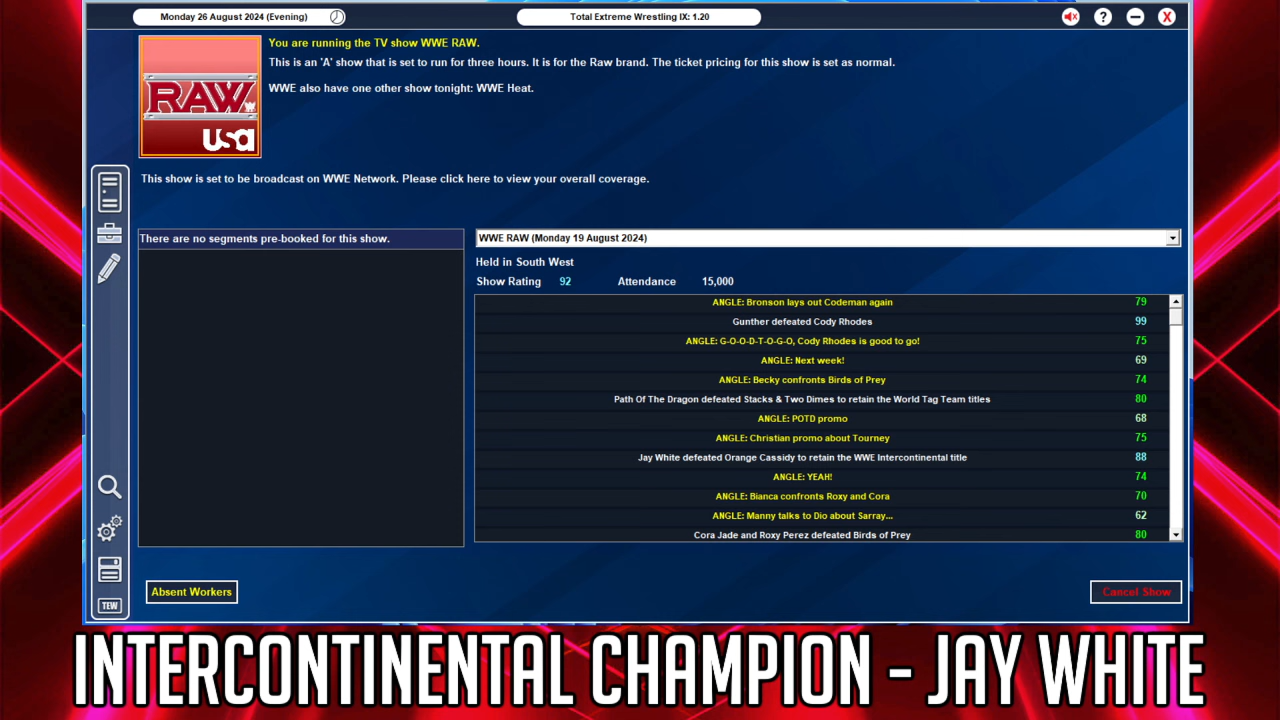 Monday 26 August 2024 (Evening)
Total Extreme Wrestling IX: 1.20
?
X
RAW
W
usa
You are running the TV show WWE RAW.
This is an 'A' show that is set to run for three hours. It is for the Raw brand. The ticket pricing for this show is set as normal.
WWE also have one other show tonight: WWE Heat.
This show is set to be broadcast on WWE Network. Please click here to view your overall coverage.
There are no segments pre-booked for this show.
WWE RAW (Monday 19 August 2024)
Held in South West
Show Rating 92 Attendance 15,000
ANGLE: Bronson lays out Codeman again 79
Gunther defeated Cody Rhodes 99
ANGLE: G-O-O-D-T-O-G-O, Cody Rhodes is good to go! 75
ANGLE: Next week! 69
ANGLE: Becky confronts Birds of Prey 74
Path Of The Dragon defeated Stacks & Two Dimes to retain the World Tag Team titles 80
ANGLE: POTD promo 68
ANGLE: Christian promo about Tourney 75
Jay White defeated Orange Cassidy to retain the WWE Intercontinental title 88
ANGLE: YEAH! 74
ANGLE: Bianca confronts Roxy and Cora 70
ANGLE: Manny talks to Dio about Sarray... 62
Cora Jade and Roxy Perez defeated Birds of Prey 80
TEW
Absent Workers
Cancel Show
INTERCONTINENTAL CHAMPION - JAY WHITE